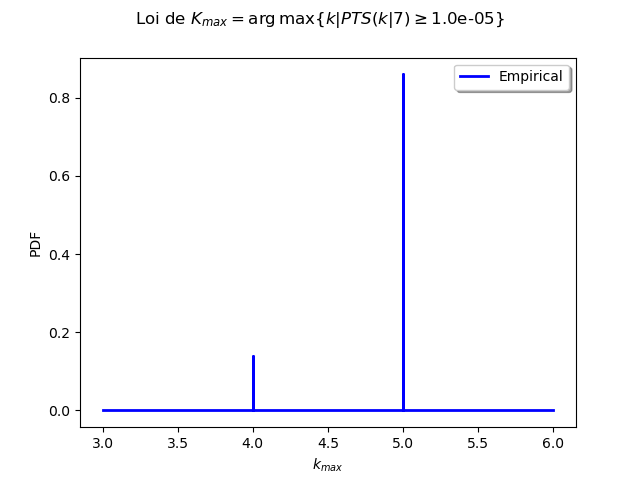 Loi de $K_{max} = \arg\max\{k|PTS(k|7) \geq 1.0\text{e-}05\}$
Empirical
0.8
0.6
0.4
0.2
0.0
PDF
3.0 3.5 4.0 4.5 5.0 5.5 6.0
$k_{max}$